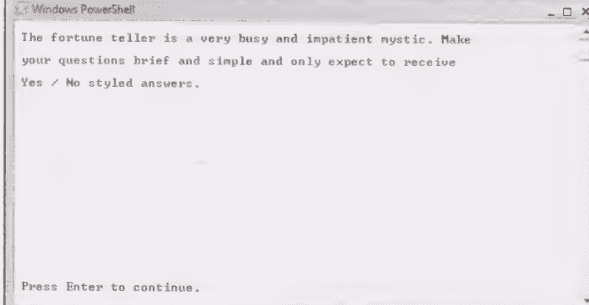 Windows PowerShell
The fortune teller is a very busy and impatient mystic. Make
your questions brief and simple and only expect to receive
Yes / No styled answers.
Press Enter to continue.